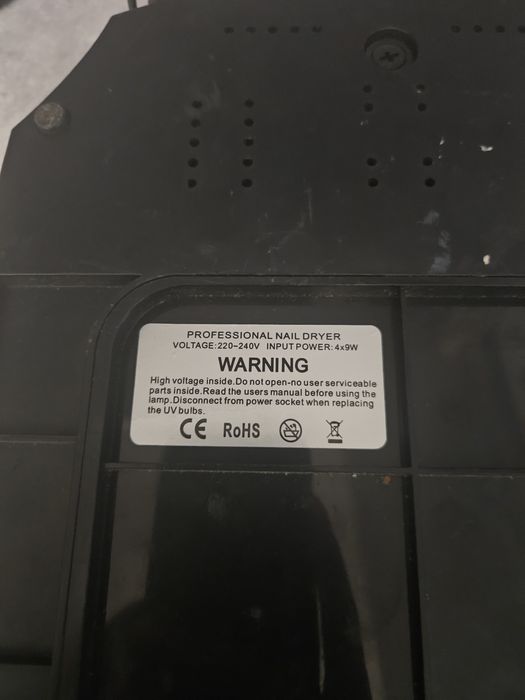 PROFESSIONAL NAIL DRYER
VOLTAGE:220-240V INPUT POWER: 4x9W
WARNING
High voltage inside.Do not open-no user serviceable
parts inside.Read the users manual before using the
lamp.Disconnect from power socket when replacing
the UV bulbs.
CE RoHS